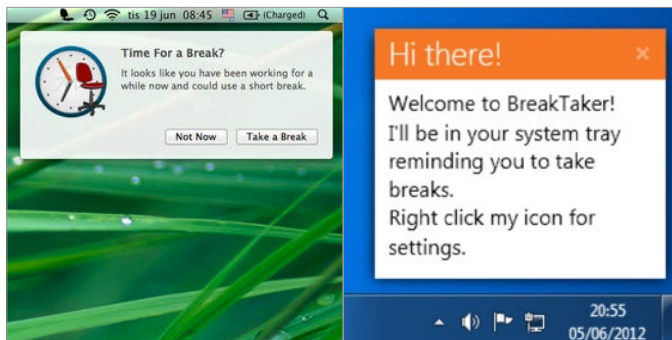 tis 19 jun 08:45 (Charged)
Time For a Break?
It looks like you have been working for a
while now and could use a short break.
Not Now Take a Break
Hi there!
Welcome to BreakTaker!
I'll be in your system tray
reminding you to take
breaks.
Right click my icon for
settings.
20:55
05/06/2012